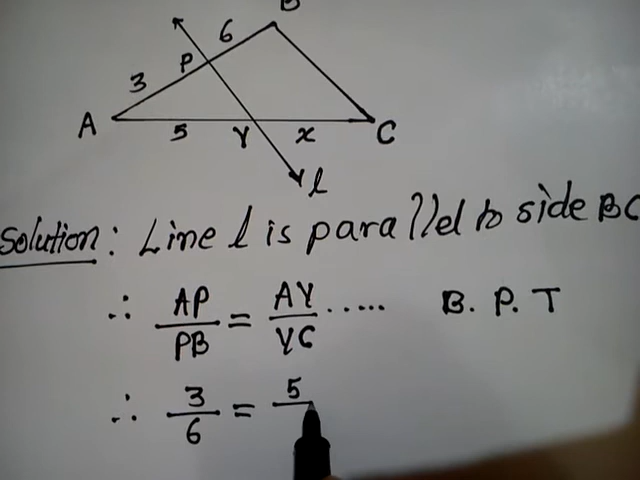 B
6
P
3
A
5
Y
x
C
l
Solution: Line l is parallel to side BC
∴ AP/PB = AY/YC ..... B. P. T
∴ 3/6 = 5/